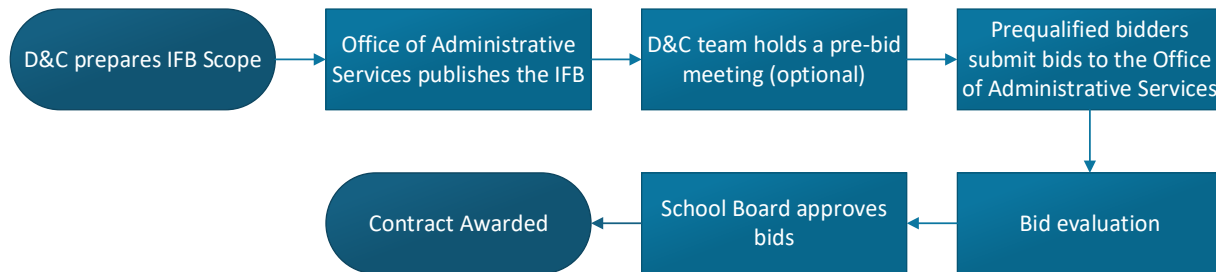 D&C prepares IFB Scope
Office of Administrative
Services publishes the IFB
D&C team holds a pre-bid
meeting (optional)
Prequalified bidders
submit bids to the Office
of Administrative Services
Bid evaluation
School Board approves
bids
Contract Awarded